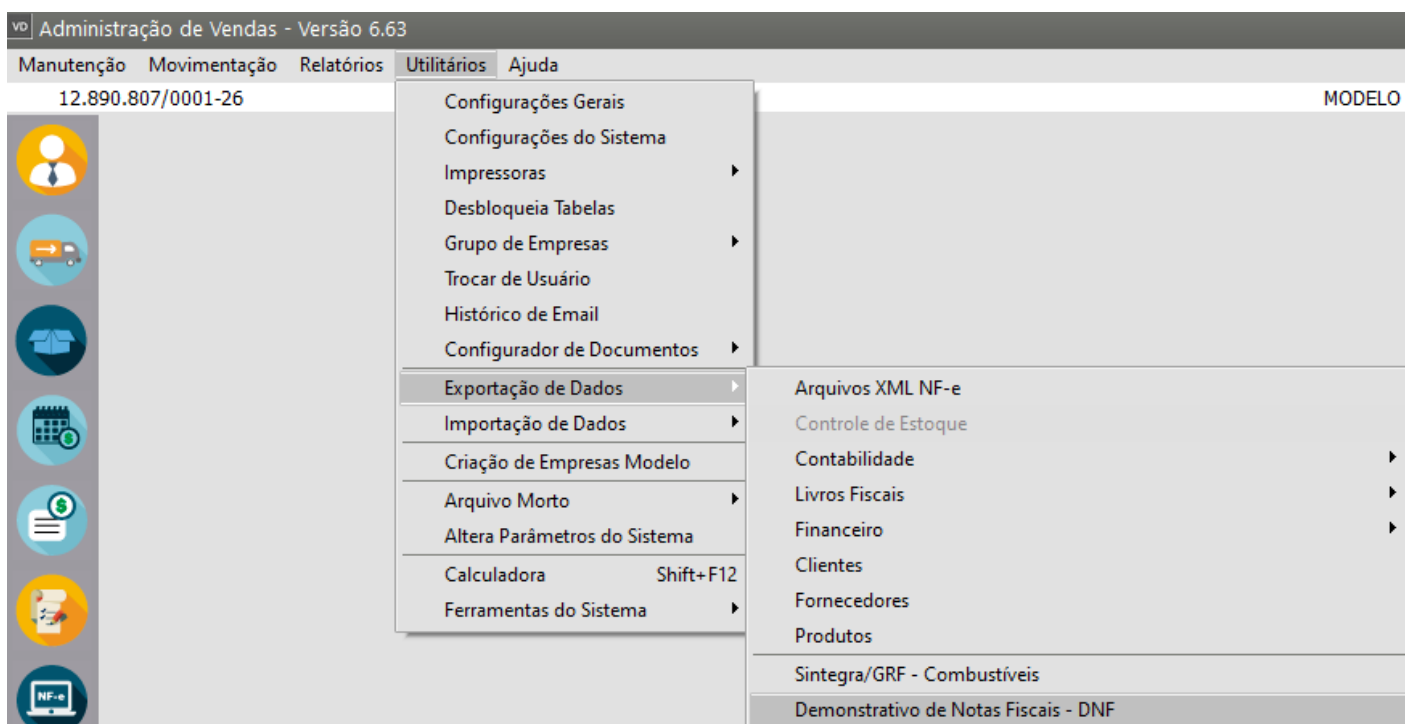 VD Administração de Vendas - Versão 6.63
Manutenção Movimentação Relatórios Utilitários Ajuda
12.890.807/0001-26 MODELO
Configurações Gerais
Configurações do Sistema
Impressoras
Desbloqueia Tabelas
Grupo de Empresas
Trocar de Usuário
Histórico de Email
Configurador de Documentos
Exportação de Dados
Importação de Dados
Criação de Empresas Modelo
Arquivo Morto
Altera Parâmetros do Sistema
Calculadora Shift+F12
Ferramentas do Sistema
Arquivos XML NF-e
Controle de Estoque
Contabilidade
Livros Fiscais
Financeiro
Clientes
Fornecedores
Produtos
Sintegra/GRF - Combustíveis
Demonstrativo de Notas Fiscais - DNF
$
$
NF-e